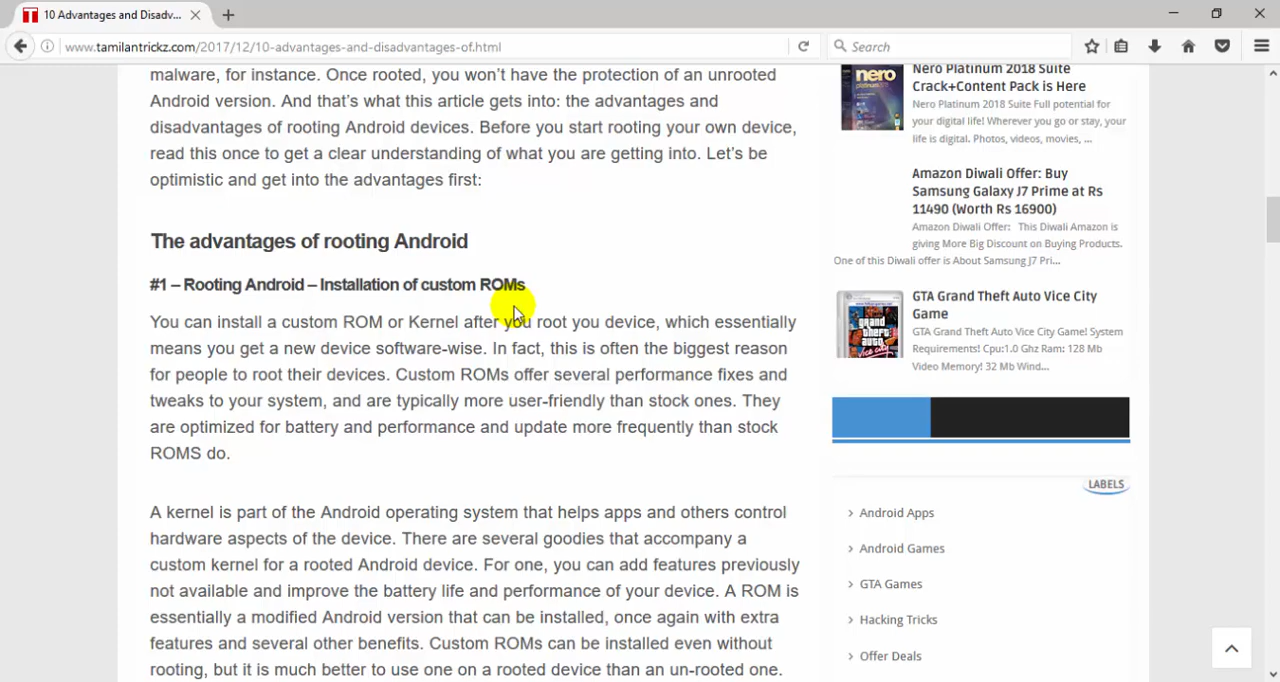 10 Advantages and Disadv...
www.tamilantrickz.com/2017/12/10-advantages-and-disadvantages-of.html
Search
malware, for instance. Once rooted, you won't have the protection of an unrooted
Android version. And that's what this article gets into: the advantages and
disadvantages of rooting Android devices. Before you start rooting your own device,
read this once to get a clear understanding of what you are getting into. Let's be
optimistic and get into the advantages first:
The advantages of rooting Android
#1 – Rooting Android – Installation of custom ROMs
You can install a custom ROM or Kernel after you root you device, which essentially
means you get a new device software-wise. In fact, this is often the biggest reason
for people to root their devices. Custom ROMs offer several performance fixes and
tweaks to your system, and are typically more user-friendly than stock ones. They
are optimized for battery and performance and update more frequently than stock
ROMS do.
A kernel is part of the Android operating system that helps apps and others control
hardware aspects of the device. There are several goodies that accompany a
custom kernel for a rooted Android device. For one, you can add features previously
not available and improve the battery life and performance of your device. A ROM is
essentially a modified Android version that can be installed, once again with extra
features and several other benefits. Custom ROMs can be installed even without
rooting, but it is much better to use one on a rooted device than an un-rooted one.
nero
Nero Platinum 2018 Suite
Crack+Content Pack is Here
Nero Platinum 2018 Suite Full potential for
your digital life! Wherever you go or stay, your
life is digital. Photos, videos, movies, ...
Amazon Diwali Offer: Buy
Samsung Galaxy J7 Prime at Rs
11490 (Worth Rs 16900)
Amazon Diwali Offer: This Diwali Amazon is
giving More Big Discount on Buying Products.
One of this Diwali offer is About Samsung J7 Pri...
GTA Grand Theft Auto Vice City
Game
GTA Grand Theft Auto Vice City Game! System
Requirements! Cpu:1.0 Ghz Ram: 128 Mb
Video Memory! 32 Mb Wind...
LABELS
Android Apps
Android Games
GTA Games
Hacking Tricks
Offer Deals